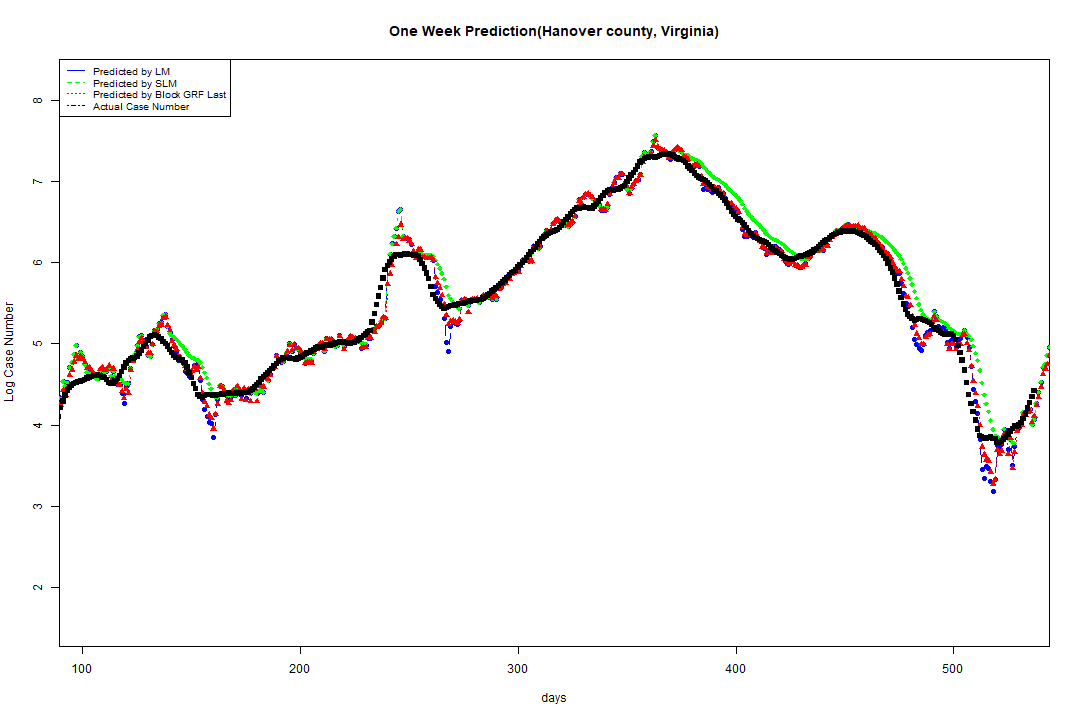 One Week Prediction(Hanover county, Virginia)
Predicted by LM
Predicted by SLM
Predicted by Block GRF Last
Actual Case Number
8
7
6
5
4
3
2
Log Case Number
100 200 300 400 500
days